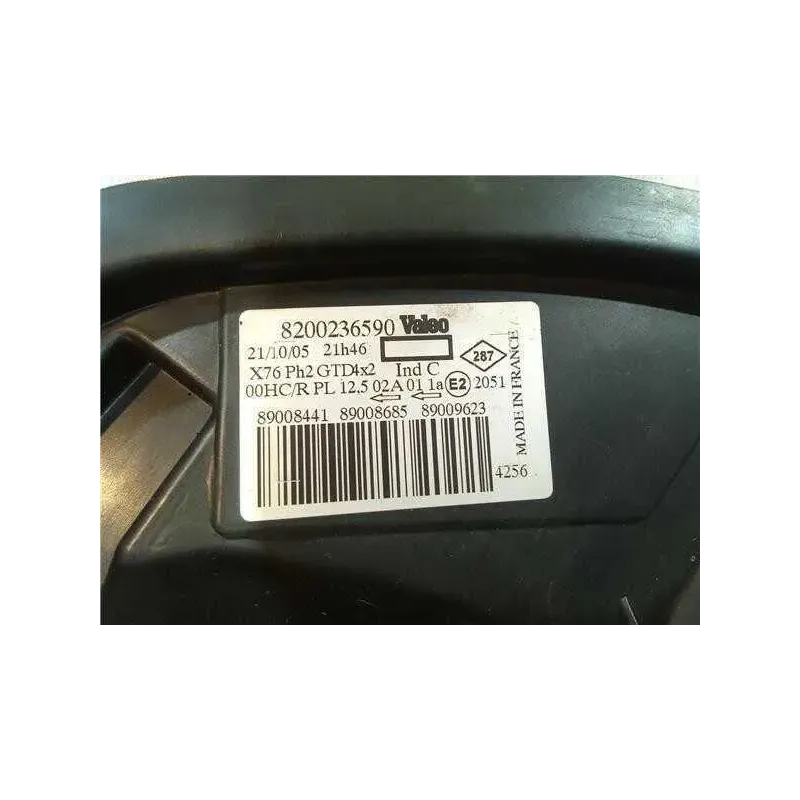 8200236590 Valeo
21/10/05 21h46
287
X76 Ph2 GTD4x2 Ind C
00HC/R PL 12,5 02A 01 1a E2 2051
89008441 89008685 89009623
4256
MADE IN FRANCE